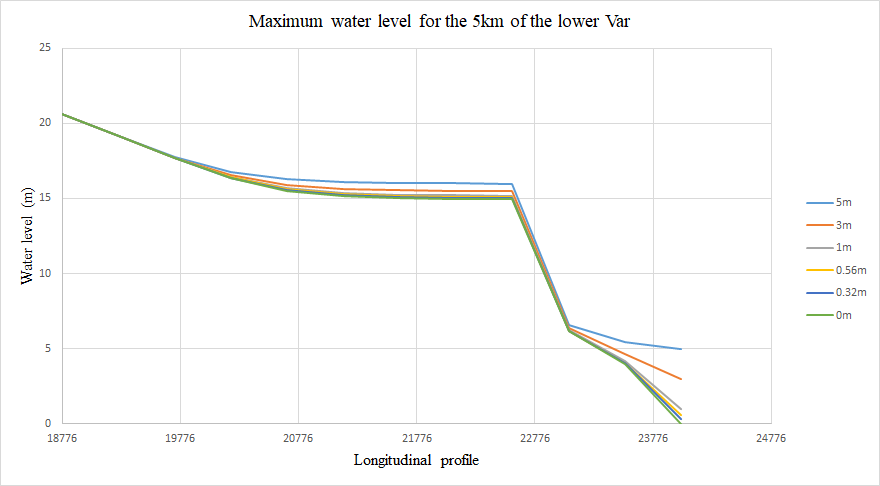 Maximum water level for the 5km of the lower Var
25
20
15
10
5
0
Water level (m)
18776 19776 20776 21776 22776 23776 24776
Longitudinal profile
5m
3m
1m
0.56m
0.32m
0m